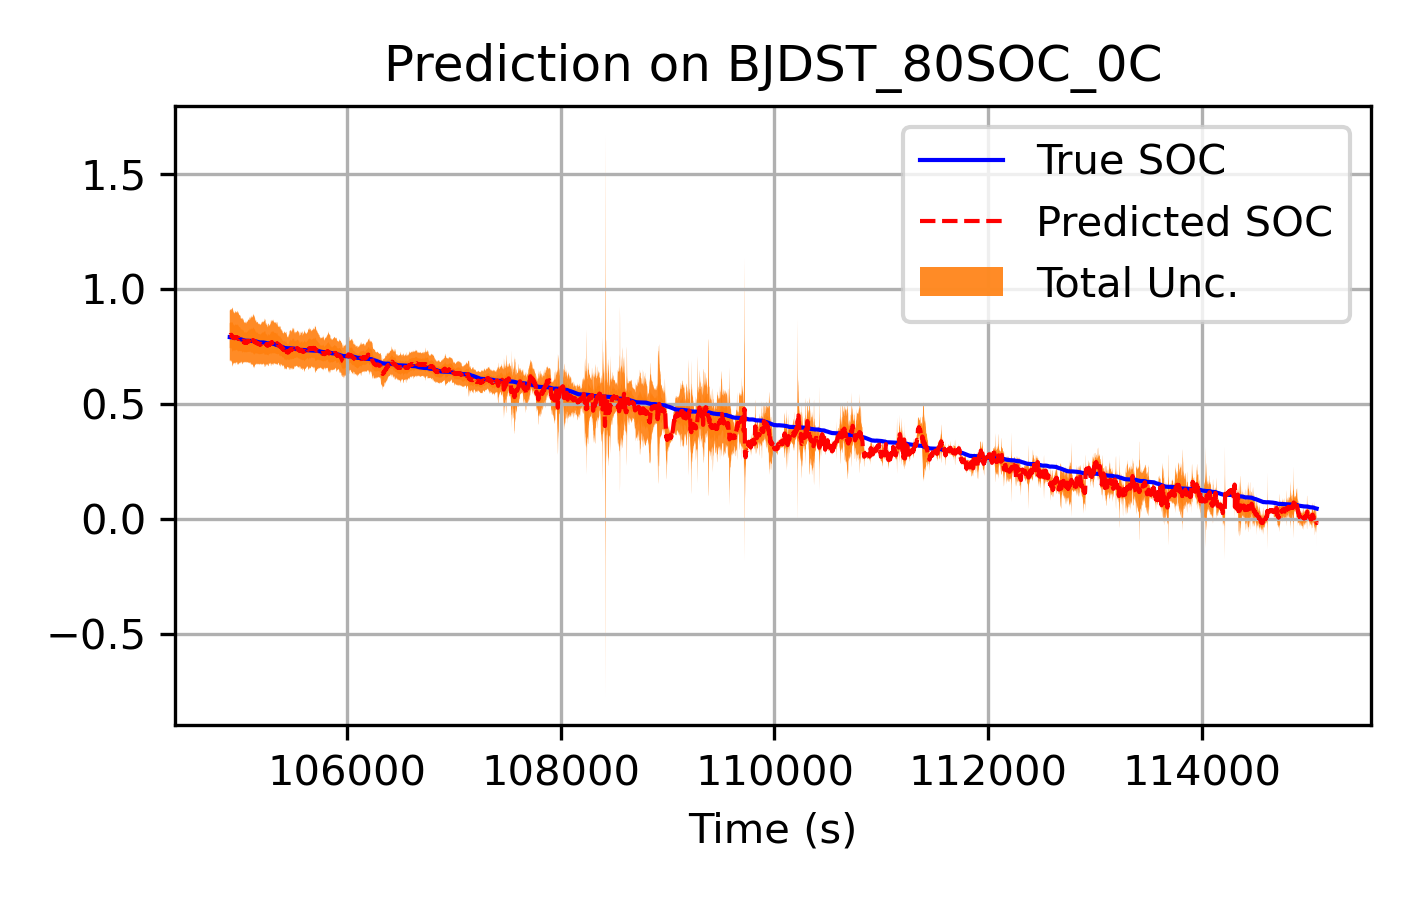 Prediction on BJDST_80SOC_0C
True SOC
Predicted SOC
Total Unc.
1.5
1.0
0.5
0.0
−0.5
106000 108000 110000 112000 114000
Time (s)